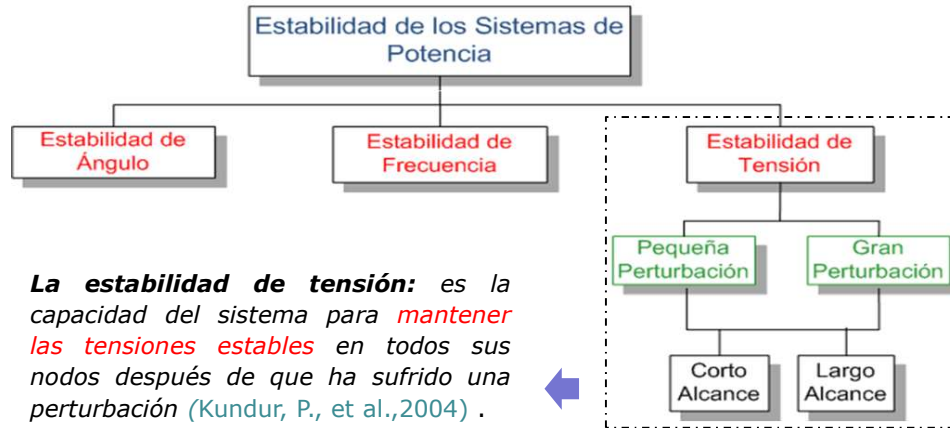 Estabilidad de los Sistemas de
Potencia
Estabilidad de
Ángulo
Estabilidad de
Frecuencia
Estabilidad de
Tensión
Pequeña
Perturbación
Gran
Perturbación
Corto
Alcance
Largo
Alcance
La estabilidad de tensión: es la
capacidad del sistema para mantener
las tensiones estables en todos sus
nodos después de que ha sufrido una
perturbación (Kundur, P., et al.,2004) .